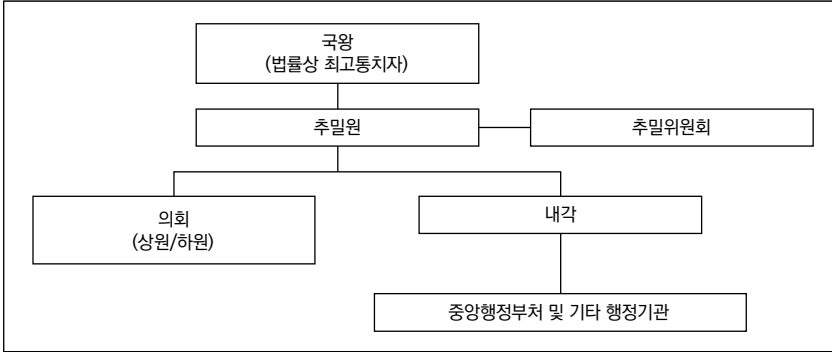 국왕
(법률상 최고통치자)
추밀원
추밀위원회
의회
(상원/하원)
내각
중앙행정부처 및 기타 행정기관